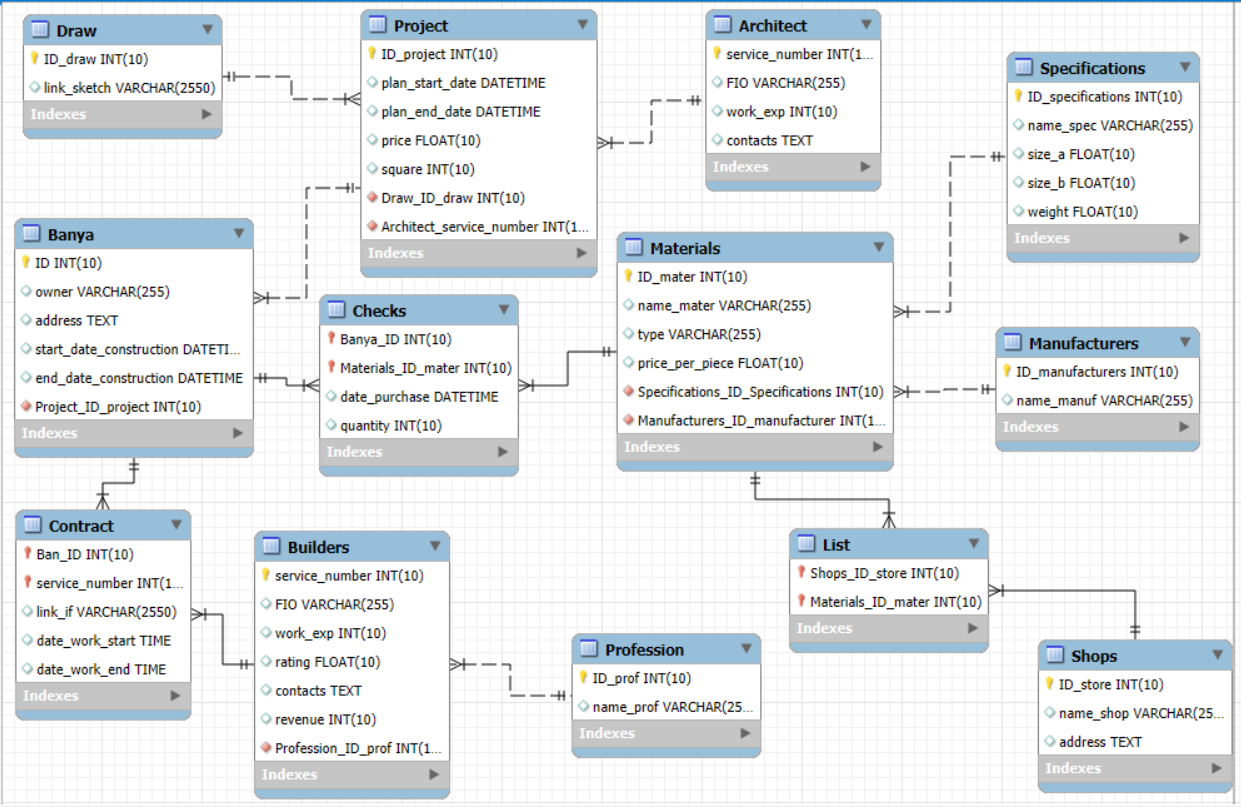 Draw
ID_draw INT(10)
link_sketch VARCHAR(2550)
Indexes
Project
ID_project INT(10)
plan_start_date DATETIME
plan_end_date DATETIME
price FLOAT(10)
square INT(10)
Draw_ID_draw INT(10)
Architect_service_number INT(1...
Indexes
Architect
service_number INT(1...
FIO VARCHAR(255)
work_exp INT(10)
contacts TEXT
Indexes
Specifications
ID_specifications INT(10)
name_spec VARCHAR(255)
size_a FLOAT(10)
size_b FLOAT(10)
weight FLOAT(10)
Indexes
Banya
ID INT(10)
owner VARCHAR(255)
address TEXT
start_date_construction DATETI...
end_date_construction DATETIME
Project_ID_project INT(10)
Indexes
Checks
Banya_ID INT(10)
Materials_ID_mater INT(10)
date_purchase DATETIME
quantity INT(10)
Indexes
Materials
ID_mater INT(10)
name_mater VARCHAR(255)
type VARCHAR(255)
price_per_piece FLOAT(10)
Specifications_ID_Specifications INT(10)
Manufacturers_ID_manufacturer INT(1...
Indexes
Manufacturers
ID_manufacturers INT(10)
name_manuf VARCHAR(255)
Indexes
Contract
Ban_ID INT(10)
service_number INT(1...
link_if VARCHAR(2550)
date_work_start TIME
date_work_end TIME
Indexes
Builders
service_number INT(10)
FIO VARCHAR(255)
work_exp INT(10)
rating FLOAT(10)
contacts TEXT
revenue INT(10)
Profession_ID_prof INT(1...
Indexes
Profession
ID_prof INT(10)
name_prof VARCHAR(25...
Indexes
List
Shops_ID_store INT(10)
Materials_ID_mater INT(10)
Indexes
Shops
ID_store INT(10)
name_shop VARCHAR(25...
address TEXT
Indexes